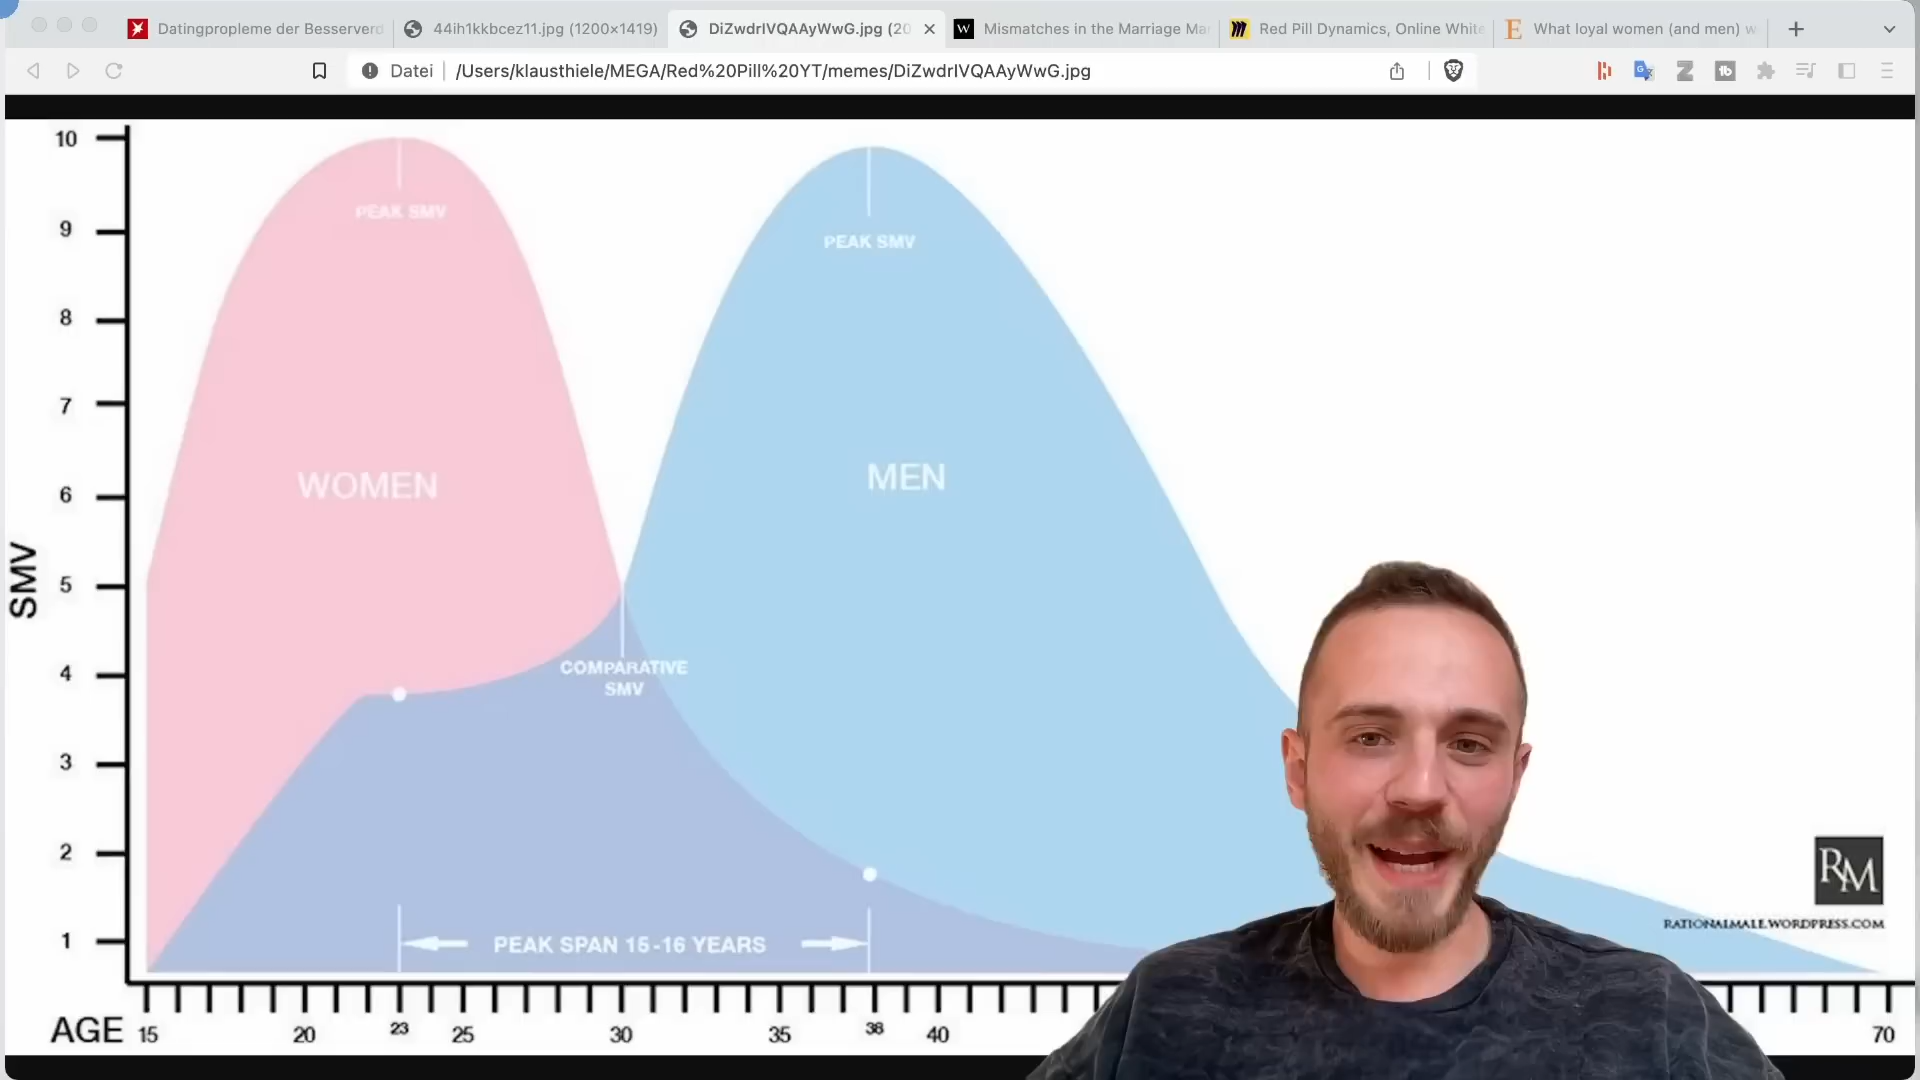 Datingpropleme der Besserverd
44ih1kkbcez11.jpg (1200×1419)
DiZwdrIVQAAyWwG.jpg (20
Mismatches in the Marriage Mar
Red Pill Dynamics, Online White
What loyal women (and men) w
Datei
/Users/klausthiele/MEGA/Red%20Pill%20YT/memes/DiZwdrIVQAAyWwG.jpg
10
9
8
7
6
5
4
3
2
1
SMV
PEAK SMV
PEAK SMV
WOMEN
MEN
COMPARATIVE
SMV
PEAK SPAN 15-16 YEARS
RM
RATIONALMALE.WORDPRESS.COM
AGE 15 20 23 25 30 35 38 40 70